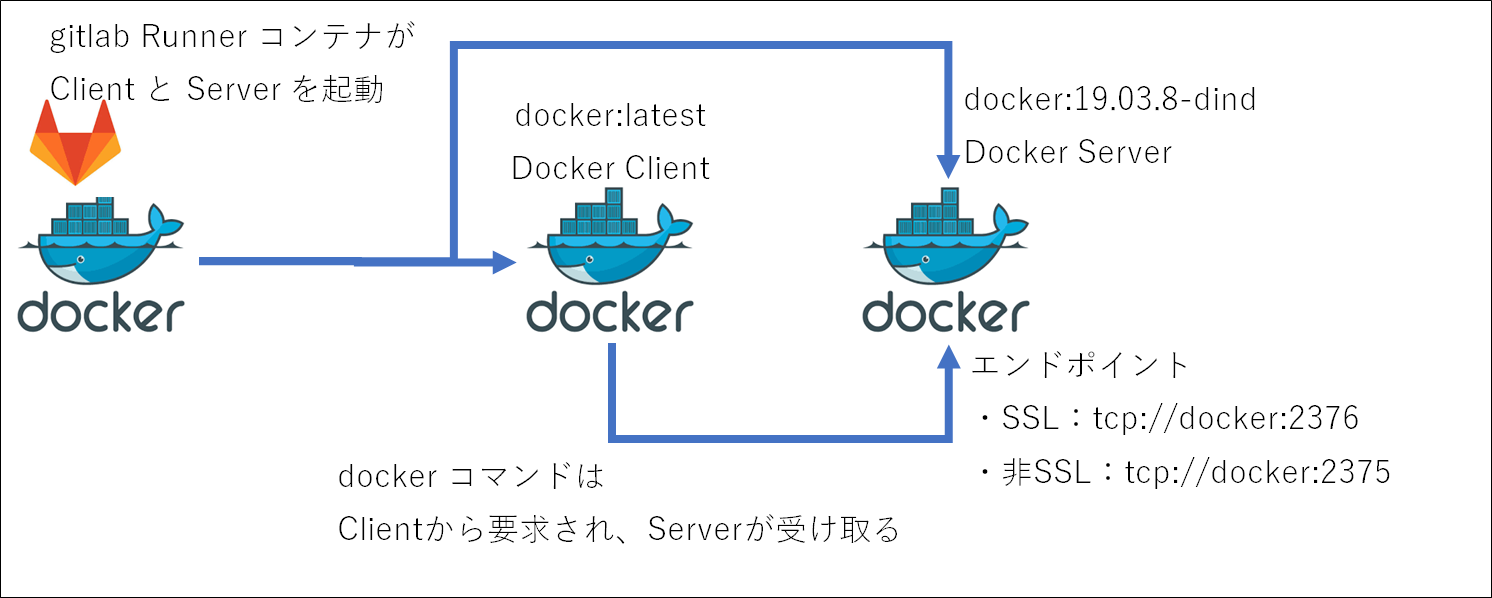 gitlab Runner コンテナが
Client と Server を起動
docker
docker:latest
Docker Client
docker
docker:19.03.8-dind
Docker Server
docker
エンドポイント
・SSL：tcp://docker:2376
・非SSL：tcp://docker:2375
docker コマンドは
Clientから要求され、Serverが受け取る